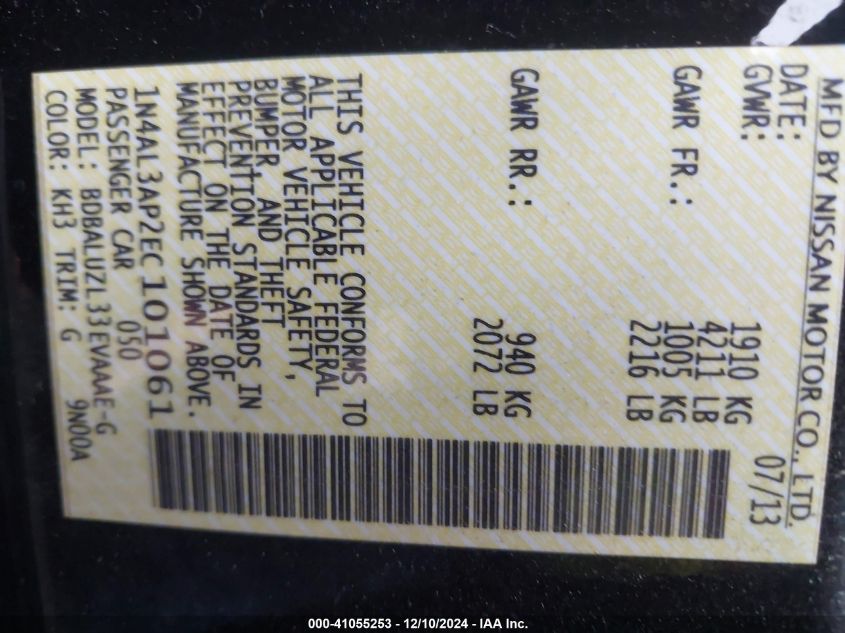 MFD BY NISSAN MOTOR CO., LTD.
DATE: 07/13
GVWR: 1910 KG
4211 LB
GAWR FR.: 1005 KG
2216 LB
GAWR RR.: 940 KG
2072 LB
THIS VEHICLE CONFORMS TO
ALL APPLICABLE FEDERAL
MOTOR VEHICLE SAFETY,
BUMPER, AND THEFT
PREVENTION STANDARDS IN
EFFECT ON THE DATE OF
MANUFACTURE SHOWN ABOVE.
1N4AL3AP2EC101061
PASSENGER CAR 050
MODEL: BDBALUZL33EVAAAE-G
COLOR: KH3 TRIM: G 9N00A
000-41055253 - 12/10/2024 - IAA Inc.